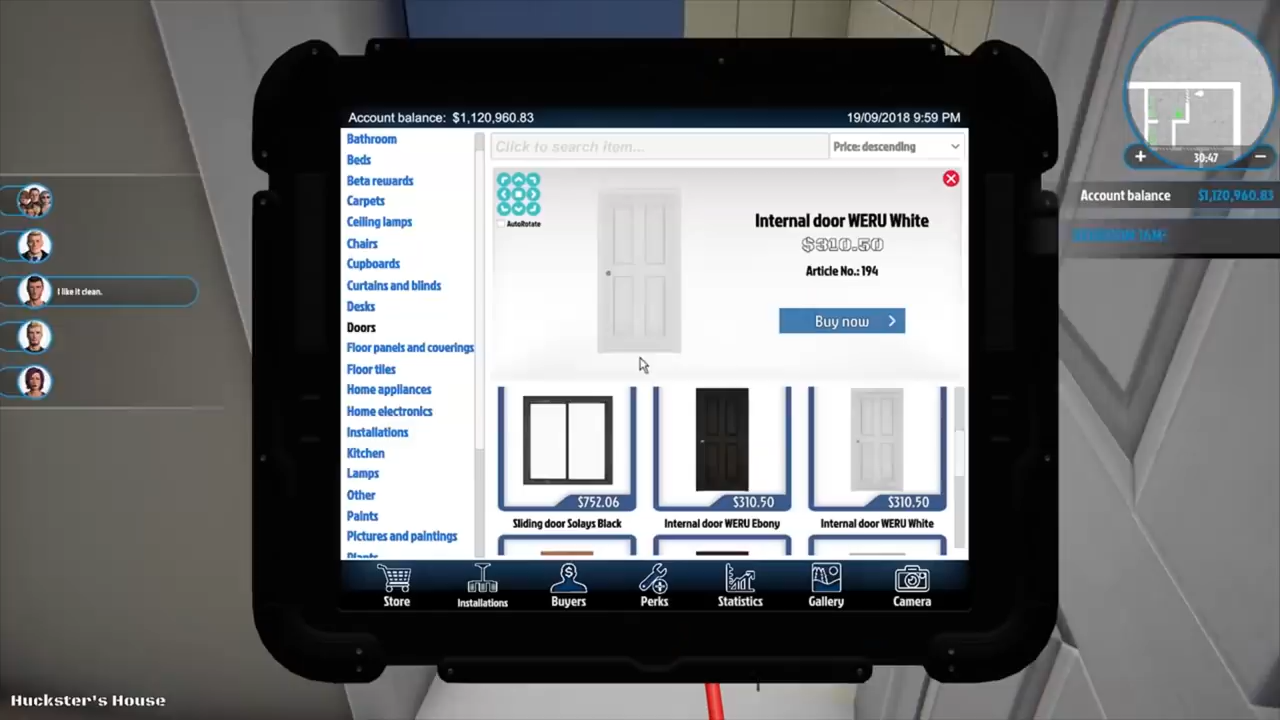 Account balance: $1,120,960.83
19/09/2018 9:59 PM
Bathroom
Beds
Beta rewards
Carpets
Ceiling lamps
Chairs
Cupboards
Curtains and blinds
Desks
Doors
Floor panels and coverings
Floor tiles
Home appliances
Home electronics
Installations
Kitchen
Lamps
Other
Paints
Pictures and paintings
Plants
Click to search item...
Price: descending
AutoRotate
Internal door WERU White
$310.50
Article No.: 194
Buy now
$752.06
$310.50
$310.50
Sliding door Solays Black
Internal door WERU Ebony
Internal door WERU White
Store
Installations
Buyers
Perks
Statistics
Gallery
Camera
I like it clean.
30:47
Account balance $1,120,960.83
Huckster's House